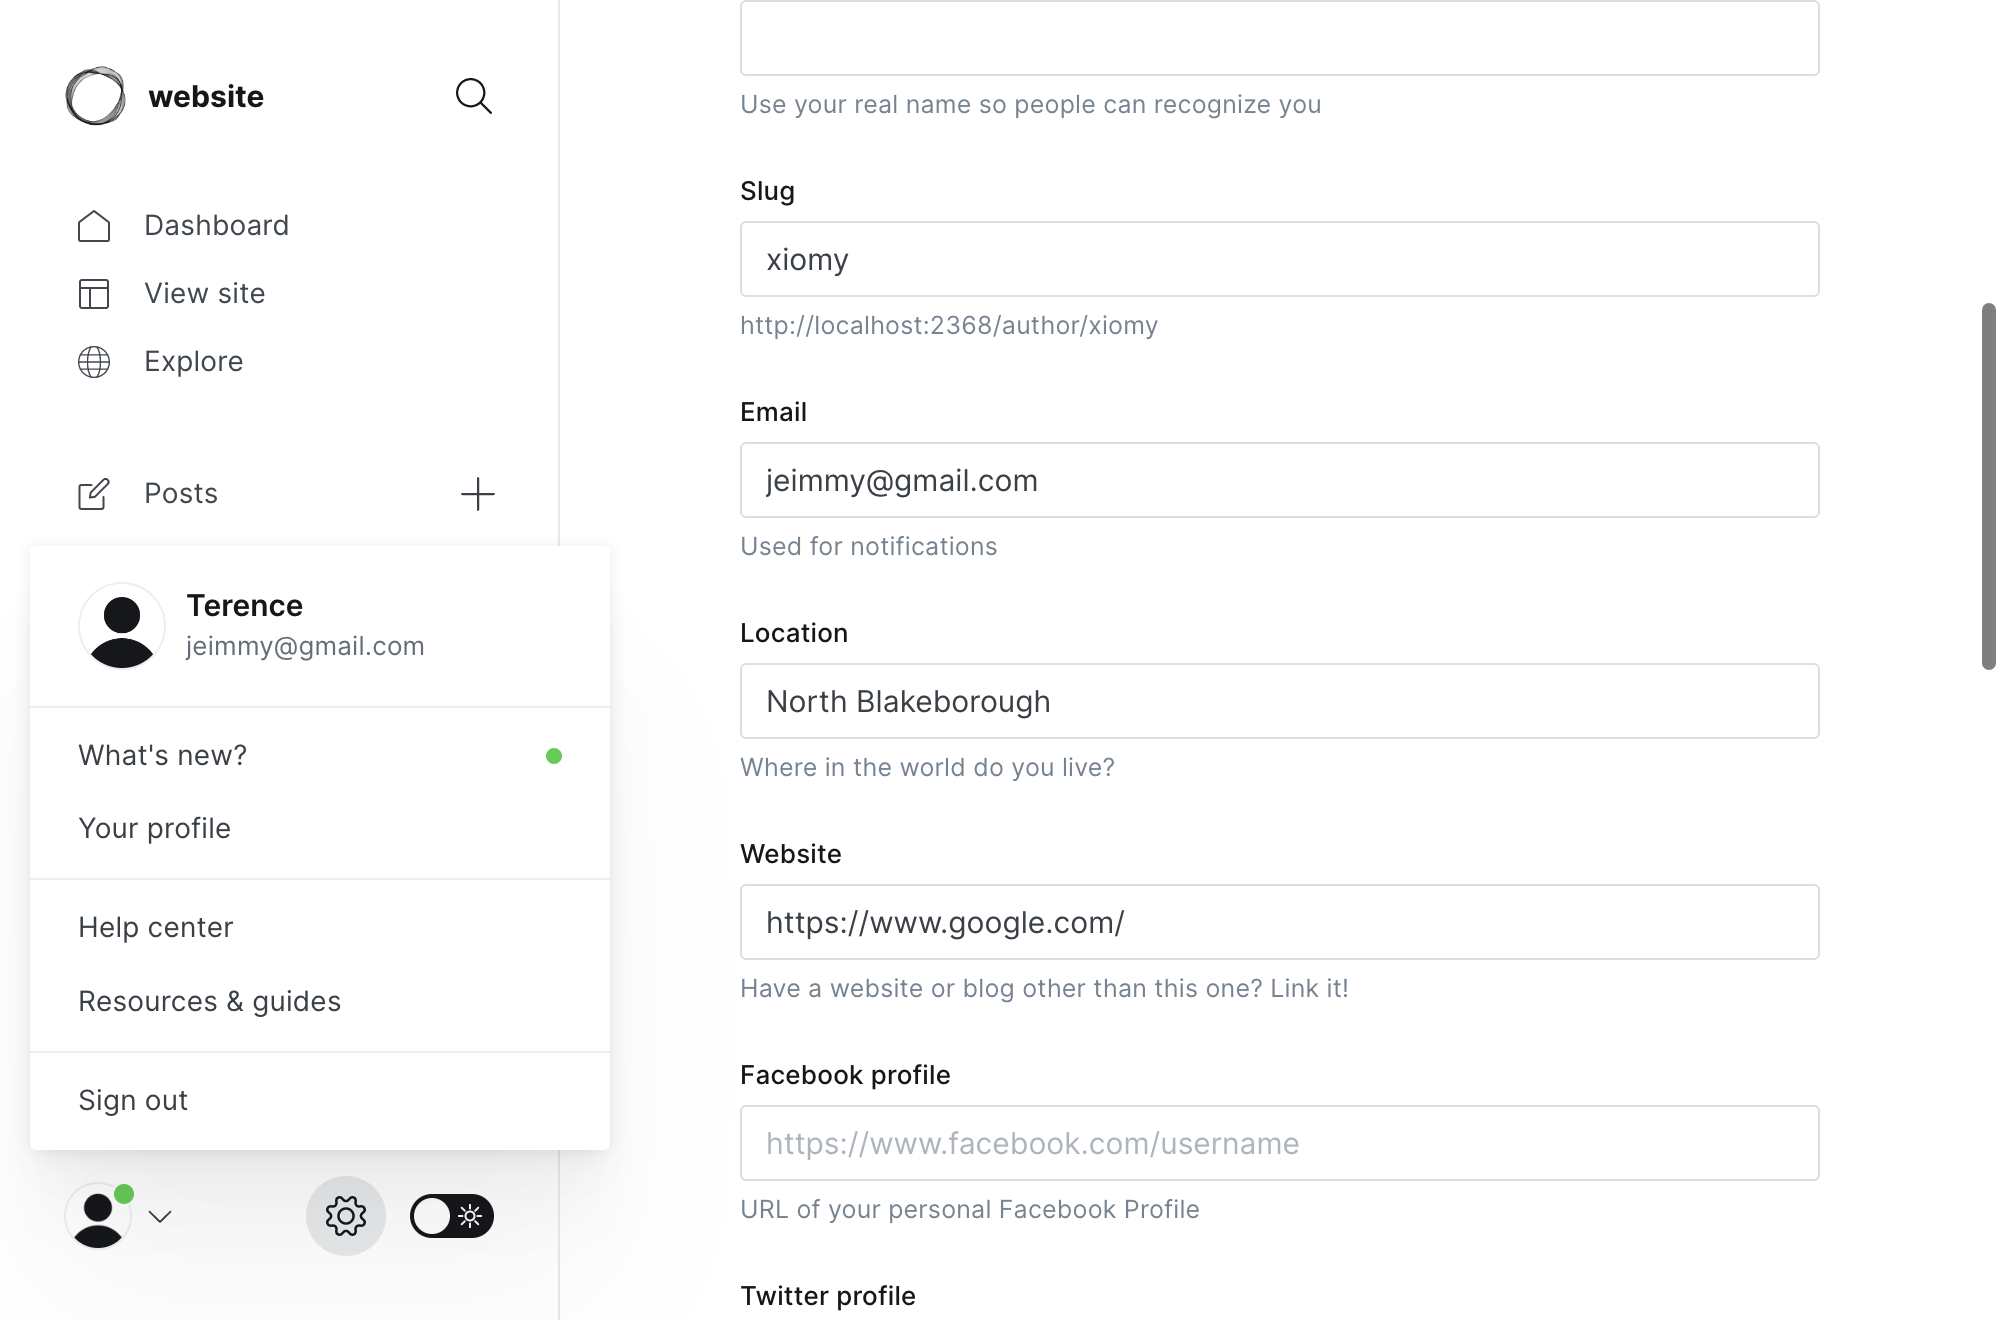 website
Dashboard
View site
Explore
Posts
Terence
jeimmy@gmail.com
What's new?
Your profile
Help center
Resources & guides
Sign out
Use your real name so people can recognize you
Slug
xiomy
http://localhost:2368/author/xiomy
Email
jeimmy@gmail.com
Used for notifications
Location
North Blakeborough
Where in the world do you live?
Website
https://www.google.com/
Have a website or blog other than this one? Link it!
Facebook profile
https://www.facebook.com/username
URL of your personal Facebook Profile
Twitter profile